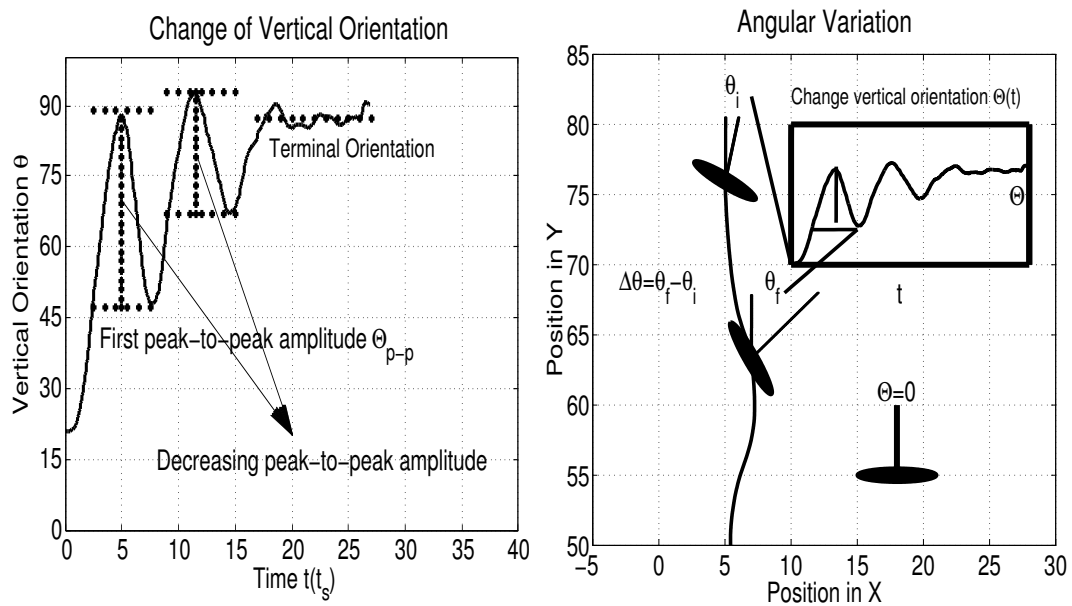 Change of Vertical Orientation
Vertical Orientation θ
90
75
60
45
30
15
0
Terminal Orientation
First peak−to−peak amplitude Θp−p
Decreasing peak−to−peak amplitude
0 5 10 15 20 25 30 35 40
Time t(ts)
Angular Variation
Position in Y
85
80
75
70
65
60
55
50
θi
Change vertical orientation Θ(t)
Θ
Δθ=θf−θi
θf
t
Θ=0
−5 0 5 10 15 20 25 30
Position in X